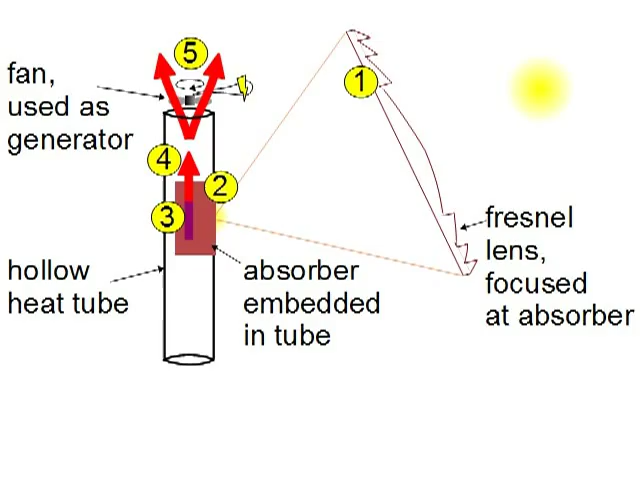 5
fan,
used as
generator
1
4
2
3
fresnel
lens,
focused
at absorber
hollow
heat tube
absorber
embedded
in tube